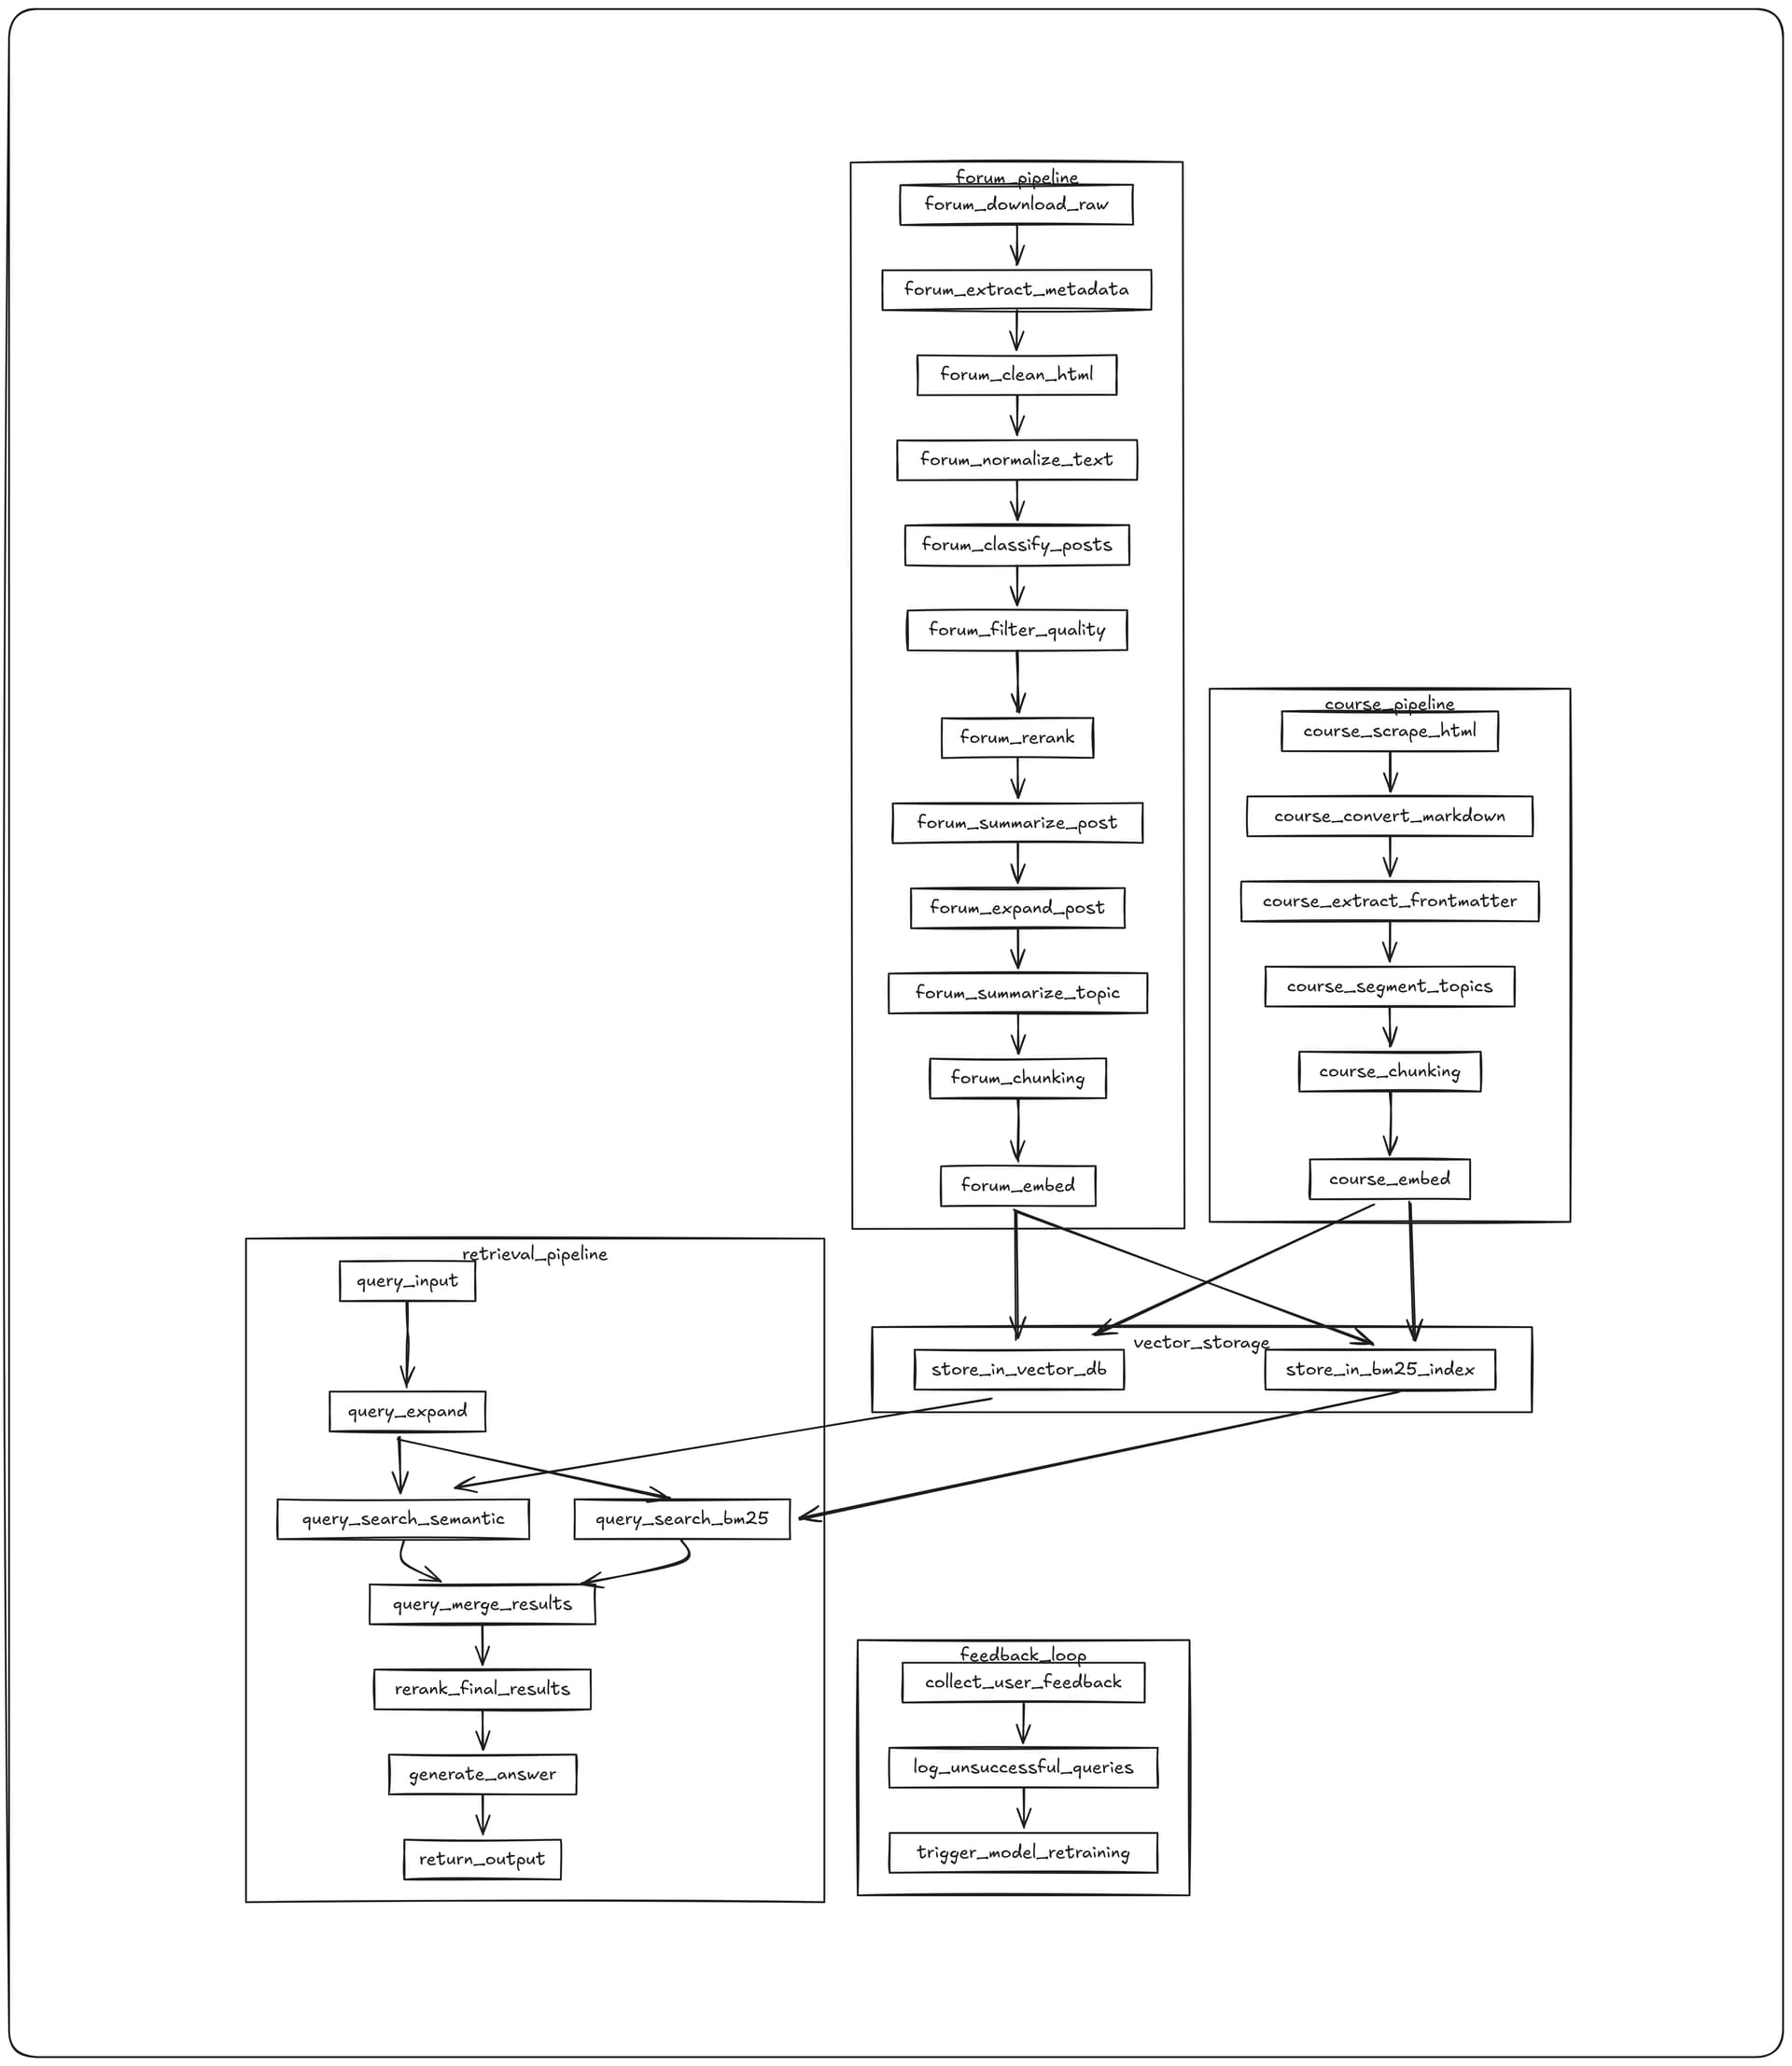 forum_pipeline
forum_download_raw
forum_extract_metadata
forum_clean_html
forum_normalize_text
forum_classify_posts
forum_filter_quality
forum_rerank
forum_summarize_post
forum_expand_post
forum_summarize_topic
forum_chunking
forum_embed
course_pipeline
course_scrape_html
course_convert_markdown
course_extract_frontmatter
course_segment_topics
course_chunking
course_embed
vector_storage
store_in_vector_db
store_in_bm25_index
retrieval_pipeline
query_input
query_expand
query_search_semantic
query_search_bm25
query_merge_results
rerank_final_results
generate_answer
return_output
feedback_loop
collect_user_feedback
log_unsuccessful_queries
trigger_model_retraining